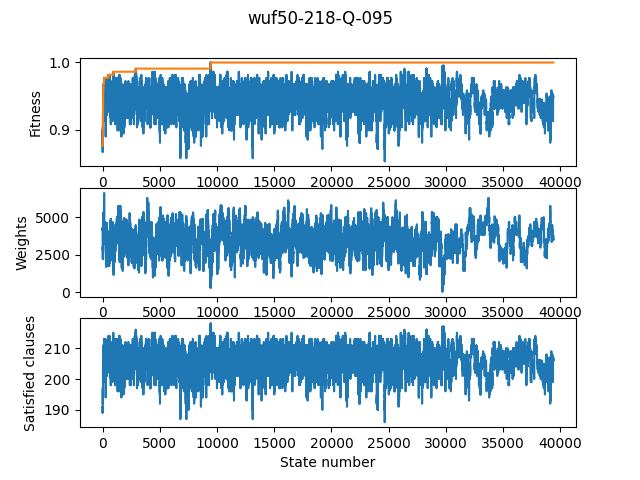 wuf50-218-Q-095
1.0
0.9
Fitness
0 5000 10000 15000 20000 25000 30000 35000 40000
5000
2500
0
Weights
0 5000 10000 15000 20000 25000 30000 35000 40000
210
200
190
Satisfied clauses
0 5000 10000 15000 20000 25000 30000 35000 40000
State number